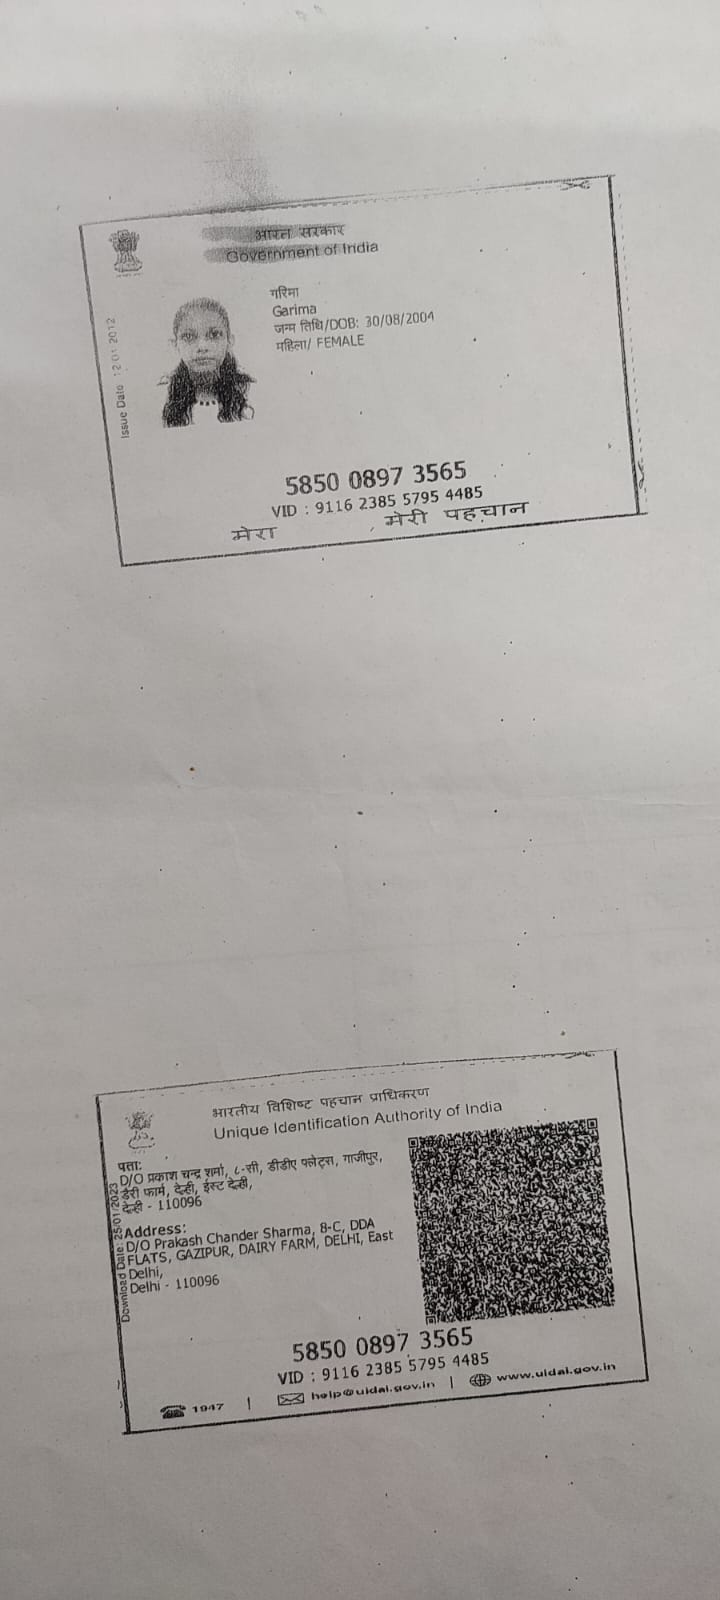 भारत सरकार
Government of India
Issue Date 12 01 2012
गरिमा
Garima
जन्म तिथि/DOB: 30/08/2004
महिला/ FEMALE
5850 0897 3565
VID : 9116 2385 5795 4485
मेरा , मेरी पहचान
भारतीय विशिष्ट पहचान प्राधिकरण
Unique Identification Authority of India
Download Date: 25/01/2023
पता:
D/O प्रकाश चन्द्र शर्मा, ८-सी, डीडीए फ्लेट्स, गाजीपुर,
डैरी फार्म, देल्ही, ईस्ट देल्ही,
देल्ही - 110096
Address:
D/O Prakash Chander Sharma, 8-C, DDA
FLATS, GAZIPUR, DAIRY FARM, DELHI, East
Delhi,
Delhi - 110096
5850 0897 3565
VID : 9116 2385 5795 4485
1947 | help@uidai.gov.in | www.uidai.gov.in